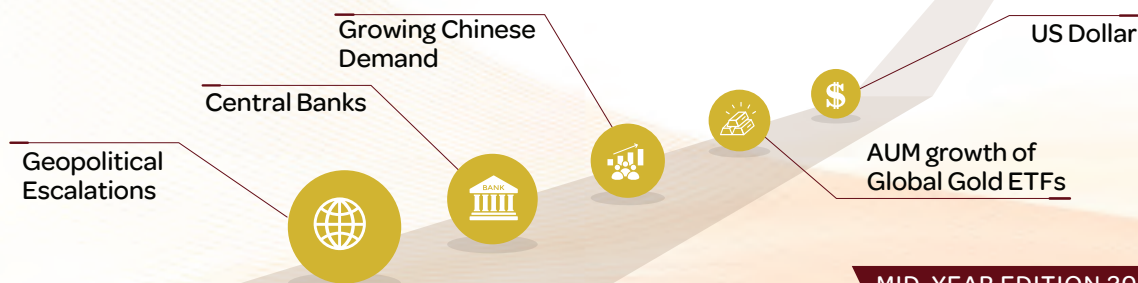 Growing Chinese
Demand
US Dollar
Central Banks
Geopolitical
Escalations
BANK
$
AUM growth of
Global Gold ETFs
MID-YEAR EDITION